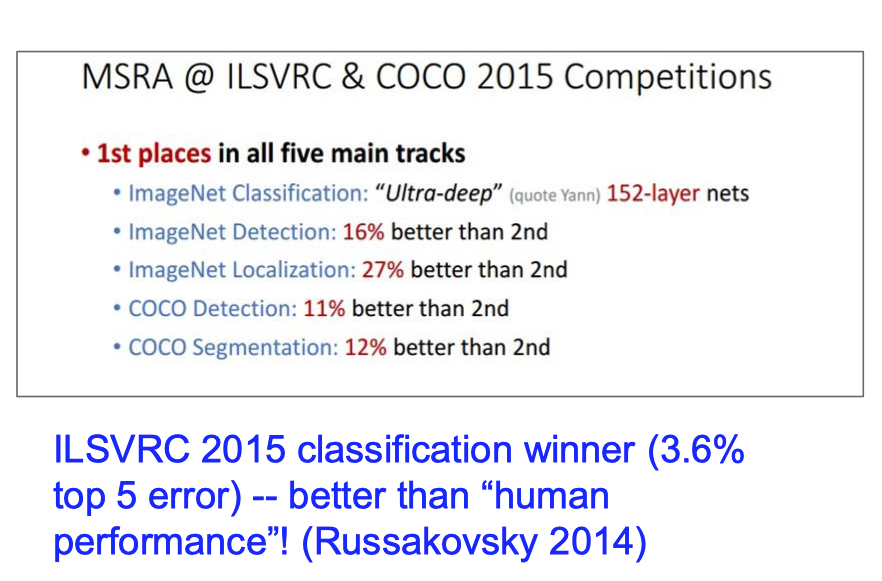 MSRA @ ILSVRC & COCO 2015 Competitions
• 1st places in all five main tracks
• ImageNet Classification: “Ultra-deep” (quote Yann) 152-layer nets
• ImageNet Detection: 16% better than 2nd
• ImageNet Localization: 27% better than 2nd
• COCO Detection: 11% better than 2nd
• COCO Segmentation: 12% better than 2nd
ILSVRC 2015 classification winner (3.6%
top 5 error) -- better than “human
performance”! (Russakovsky 2014)